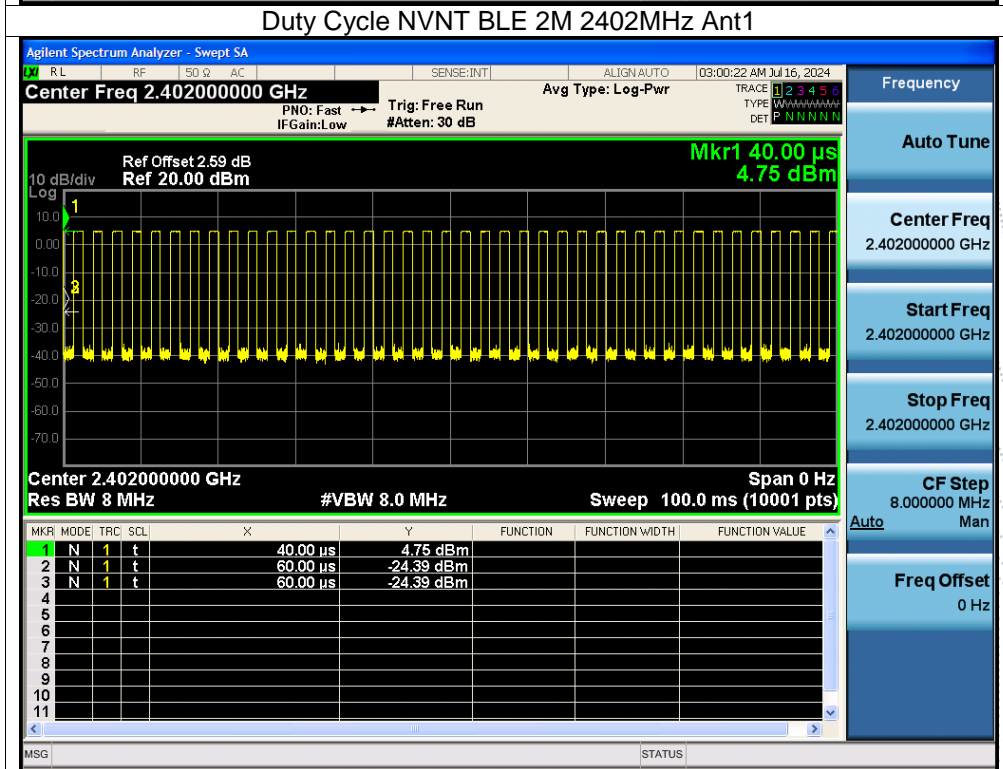 Duty Cycle NVNT BLE 2M 2402MHz Ant1
Agilent Spectrum Analyzer - Swept SA
LXI RL RF 50 Ω AC SENSE:INT ALIGN AUTO 03:00:22 AM Jul 16, 2024
Center Freq 2.402000000 GHz Avg Type: Log-Pwr TRACE 1 2 3 4 5 6
PNO: Fast Trig: Free Run TYPE WWWWWW
IFGain:Low #Atten: 30 dB DET P N N N N N
Mkr1 40.00 µs
4.75 dBm
Ref Offset 2.59 dB
10 dB/div Ref 20.00 dBm
Log
1
10.0
0.00
-10.0
3
-20.0
-30.0
-40.0
-50.0
-60.0
-70.0
Center 2.402000000 GHz Span 0 Hz
Res BW 8 MHz #VBW 8.0 MHz Sweep 100.0 ms (10001 pts)
MKR MODE TRC SCL X Y FUNCTION FUNCTION WIDTH FUNCTION VALUE
1 N 1 t 40.00 µs 4.75 dBm
2 N 1 t 60.00 µs -24.39 dBm
3 N 1 t 60.00 µs -24.39 dBm
4
5
6
7
8
9
10
11
MSG STATUS
Frequency
Auto Tune
Center Freq
2.402000000 GHz
Start Freq
2.402000000 GHz
Stop Freq
2.402000000 GHz
CF Step
8.000000 MHz
Auto Man
Freq Offset
0 Hz